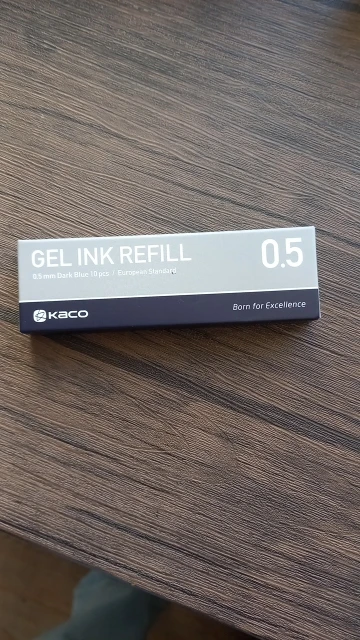 GEL INK REFILL
0.5
0.5 mm Dark Blue 10 pcs | European Standard
KACO
Born for Excellence